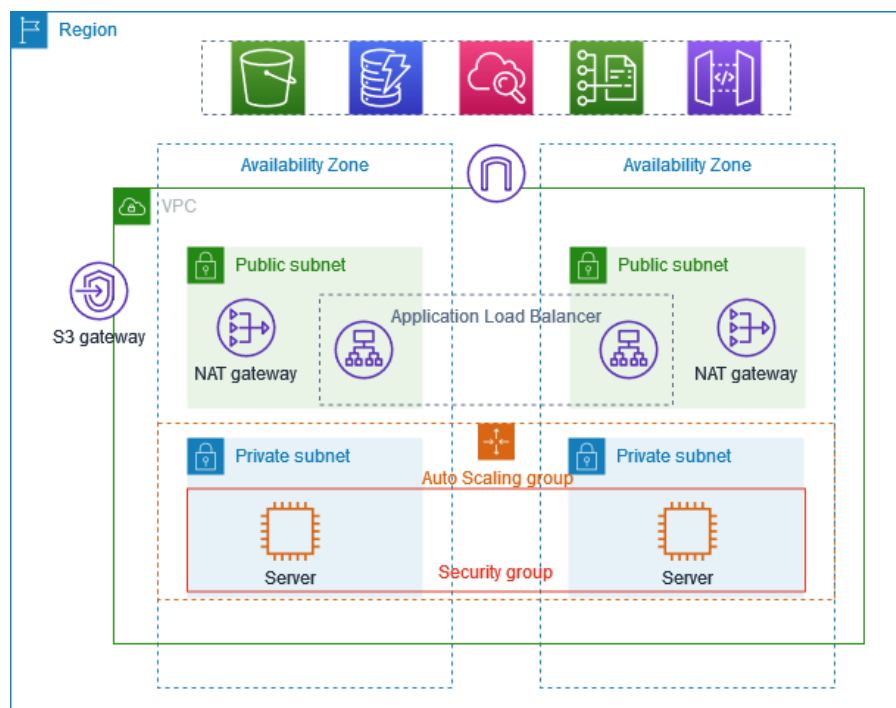 Region
Availability Zone
Availability Zone
VPC
Public subnet
Public subnet
S3 gateway
Application Load Balancer
NAT gateway
NAT gateway
Private subnet
Private subnet
Auto Scaling group
Security group
Server
Server